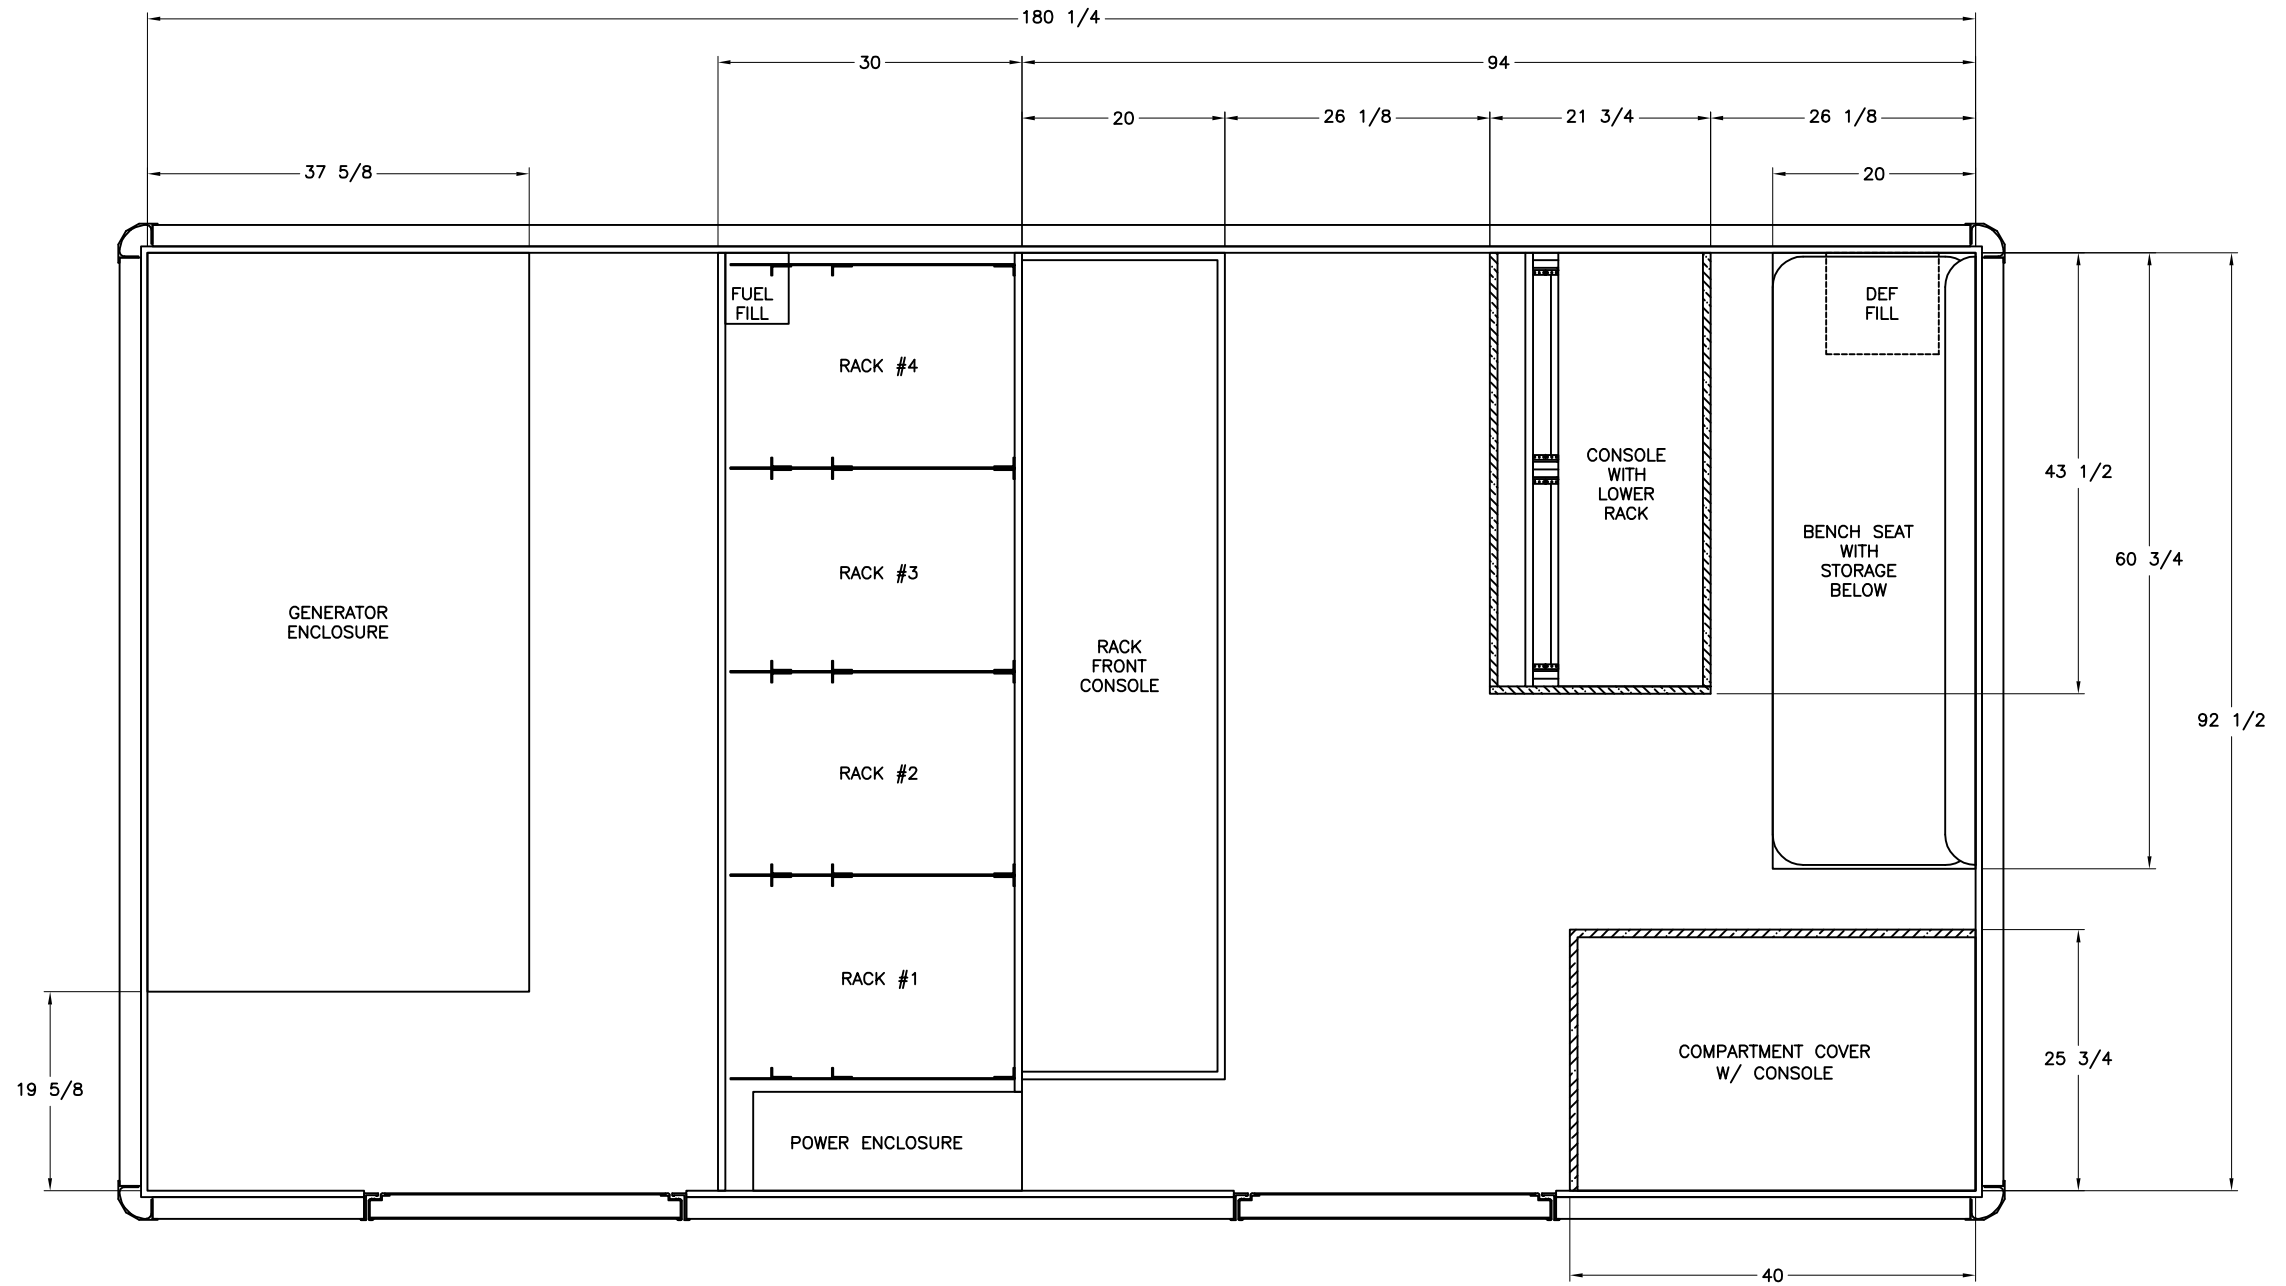 180 1/4
30
94
20
26 1/8
21 3/4
26 1/8
37 5/8
20
FUEL
FILL
DEF
FILL
RACK #4
CONSOLE
WITH
LOWER
RACK
43 1/2
BENCH SEAT
WITH
STORAGE
BELOW
60 3/4
RACK #3
GENERATOR
ENCLOSURE
RACK
FRONT
CONSOLE
92 1/2
RACK #2
RACK #1
COMPARTMENT COVER
W/ CONSOLE
25 3/4
19 5/8
POWER ENCLOSURE
40